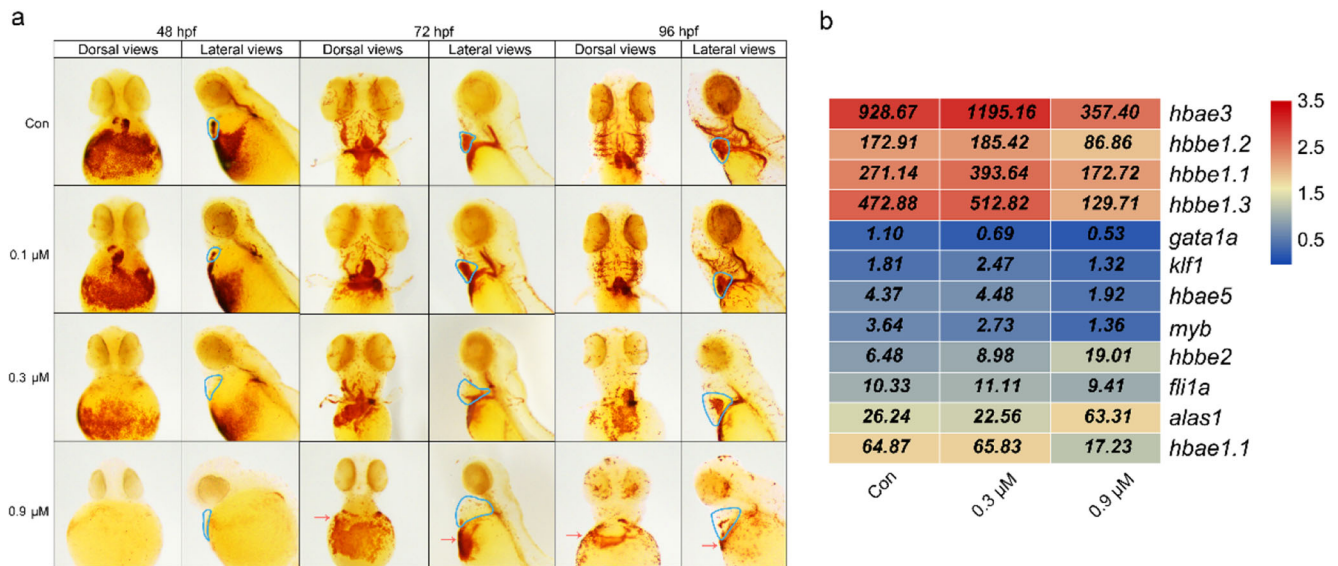 a
48 hpf 72 hpf 96 hpf
Dorsal views Lateral views Dorsal views Lateral views Dorsal views Lateral views
Con
0.1 μM
0.3 μM
0.9 μM
b
928.67 1195.16 357.40 hbae3
172.91 185.42 86.86 hbbe1.2
271.14 393.64 172.72 hbbe1.1
472.88 512.82 129.71 hbbe1.3
1.10 0.69 0.53 gata1a
1.81 2.47 1.32 klf1
4.37 4.48 1.92 hbae5
3.64 2.73 1.36 myb
6.48 8.98 19.01 hbbe2
10.33 11.11 9.41 fli1a
26.24 22.56 63.31 alas1
64.87 65.83 17.23 hbae1.1
Con 0.3 μM 0.9 μM
3.5
2.5
1.5
0.5